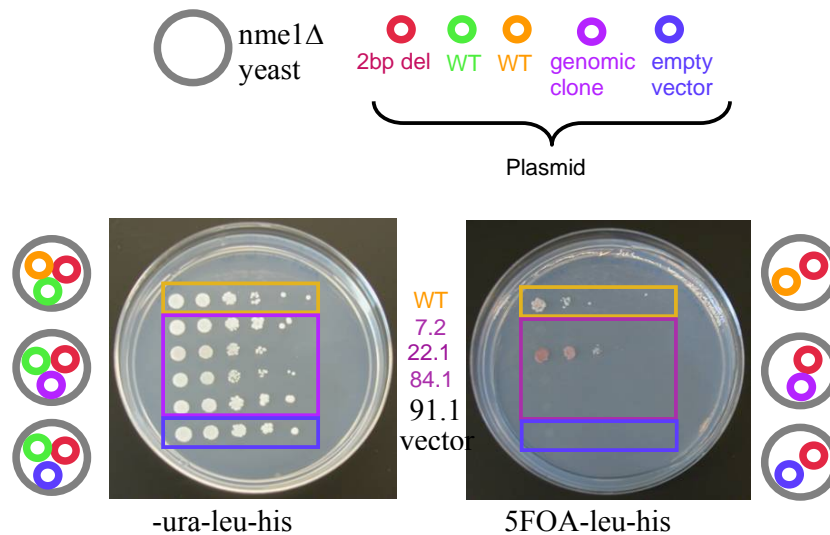 nme1Δ
yeast
2bp del WT WT genomic clone empty vector
Plasmid
WT
7.2
22.1
84.1
91.1
vector
-ura-leu-his
5FOA-leu-his